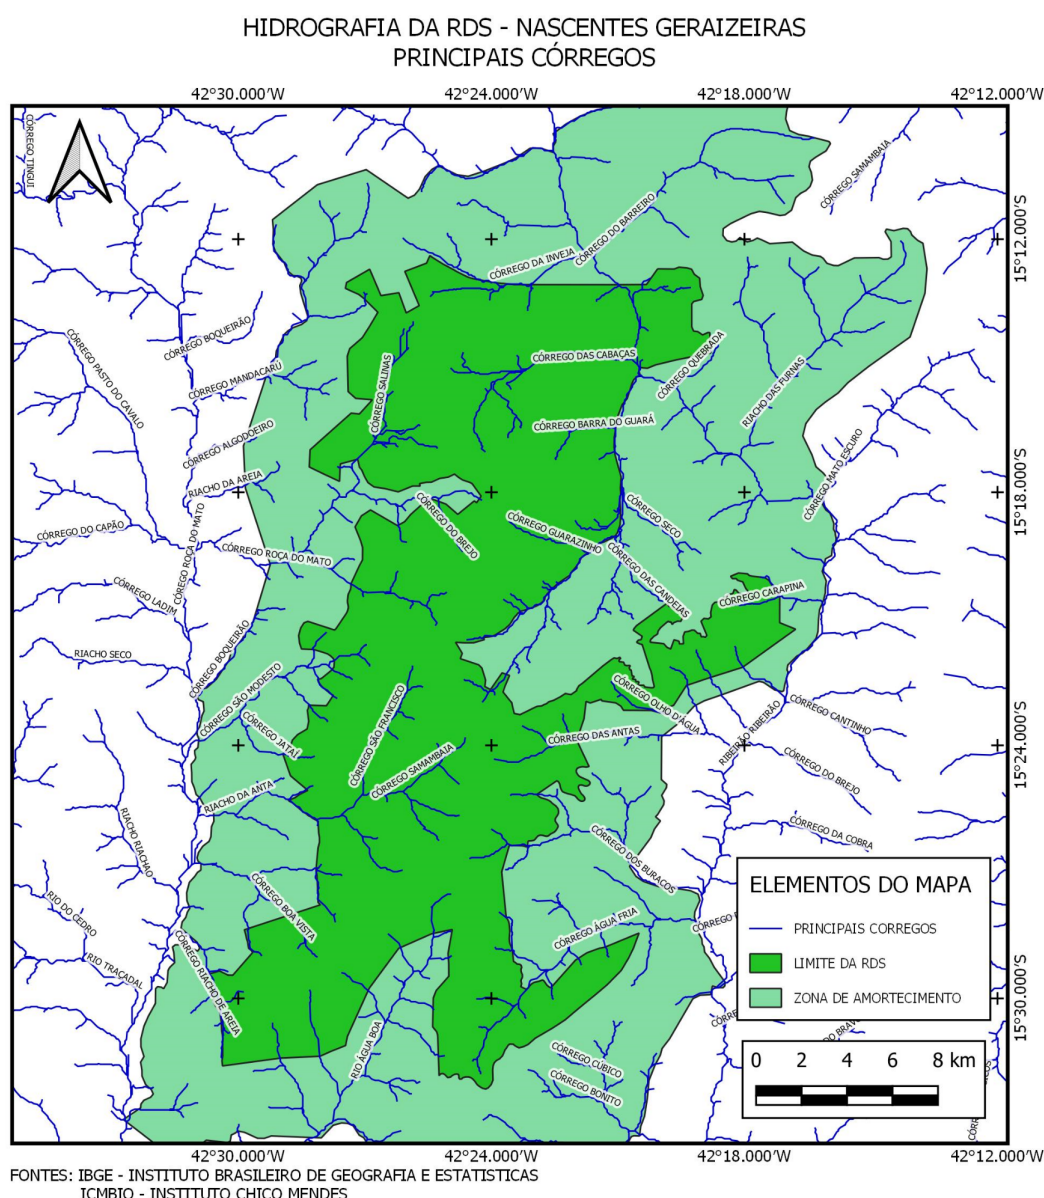 HIDROGRAFIA DA RDS - NASCENTES GERAIZEIRAS
PRINCIPAIS CÓRREGOS
42°30.000'W
42°24.000'W
42°18.000'W
42°12.000'W
CÓRREGO TINGUI
CÓRREGO SAMAMBAIA
CÓRREGO DO BARREIRO
15°12.000'S
CÓRREGO DA INVEJA
CÓRREGO BOQUEIRÃO
CÓRREGO PASTO DO CAVALO
CÓRREGO MANDACARÚ
CÓRREGO SALINAS
CÓRREGO DAS CABAÇAS
CÓRREGO QUEBRADA
RIACHO DAS FURNAS
CÓRREGO BARRA DO GUARÁ
CÓRREGO ALGODOEIRO
CÓRREGO MATO ESCURO
RIACHO DA AREIA
15°18.000'S
CÓRREGO DO CAPÃO
CÓRREGO ROÇA DO MATO
CÓRREGO ROÇA DO MATO
CÓRREGO DO BREJO
CÓRREGO GUARAZINHO
CÓRREGO SECO
CÓRREGO DAS CANDEIAS
CÓRREGO CARAPINA
CÓRREGO LADIM
RIACHO SECO
CÓRREGO BOQUEIRÃO
CÓRREGO SÃO MODESTO
CÓRREGO JATAÍ
CÓRREGO SÃO FRANCISCO
CÓRREGO SAMAMBAIA
CÓRREGO OLHO D'ÁGUA
CÓRREGO DAS ANTAS
RIBEIRÃO RIBEIRÃO
CÓRREGO CANTINHO
15°24.000'S
CÓRREGO DO BREJO
RIACHO DA ANTA
RIACHO RIACHAO
CÓRREGO DA COBRA
CÓRREGO DOS BURACOS
CÓRREGO BOA VISTA
RIO DO CEDRO
CÓRREGO ÁGUA FRIA
CÓRREGO
RIO TRACADAL
CÓRREGO RIACHO DE AREIA
RIO ÁGUA BOA
CÓRREGO CÚBICO
CÓRREGO BONITO
ELEMENTOS DO MAPA
PRINCIPAIS CORREGOS
LIMITE DA RDS
ZONA DE AMORTECIMENTO
15°30.000'S
0 2 4 6 8 km
42°30.000'W
42°24.000'W
42°18.000'W
42°12.000'W
FONTES: IBGE - INSTITUTO BRASILEIRO DE GEOGRAFIA E ESTATISTICAS
ICMBIO - INSTITUTO CHICO MENDES